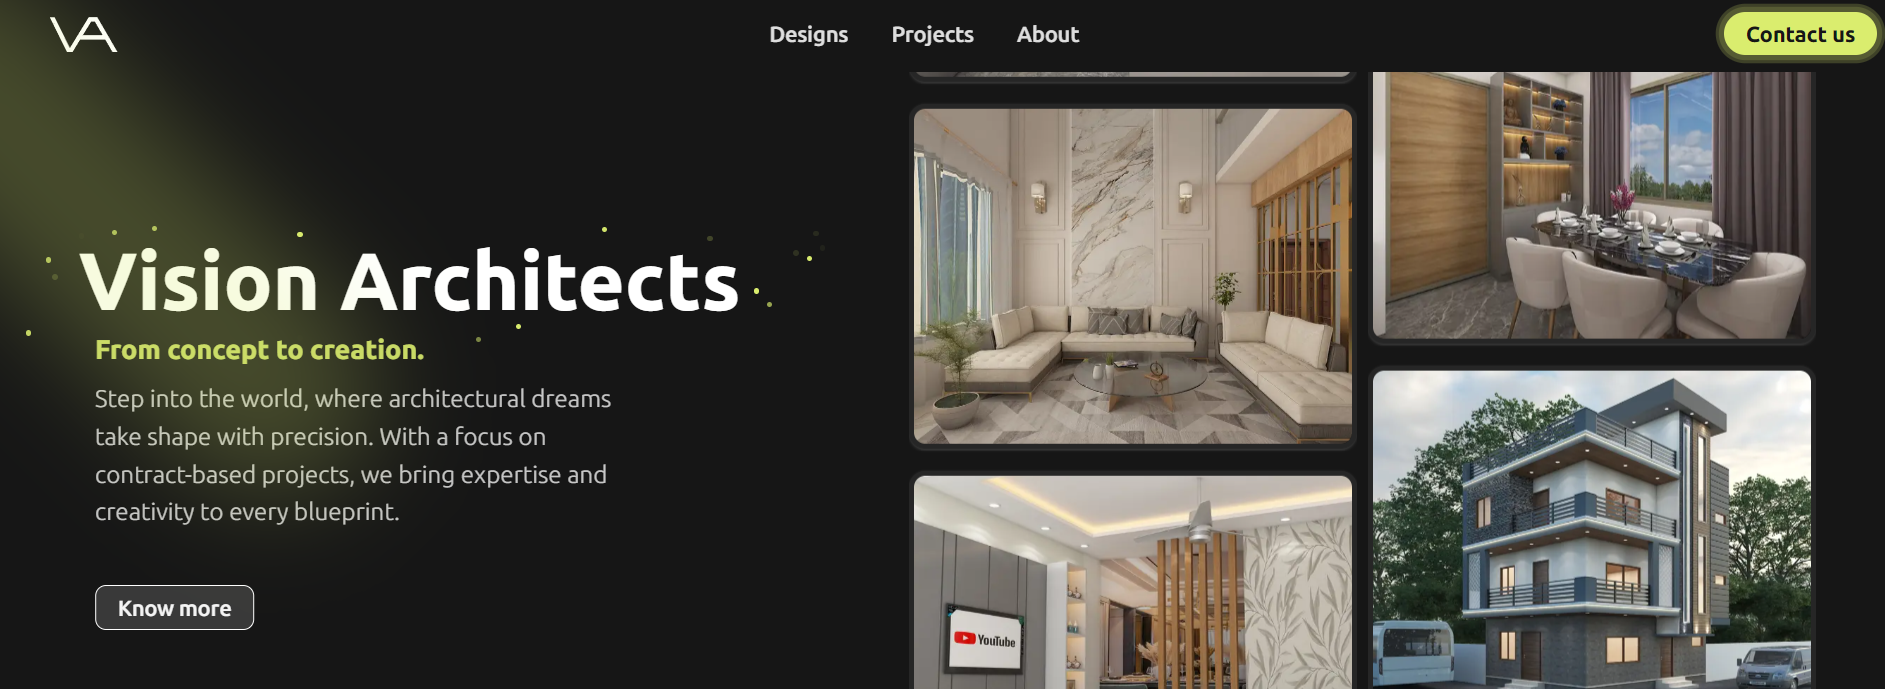 VA
Designs
Projects
About
Contact us
Vision Architects
From concept to creation.
Step into the world, where architectural dreams
take shape with precision. With a focus on
contract-based projects, we bring expertise and
creativity to every blueprint.
Know more
YouTube